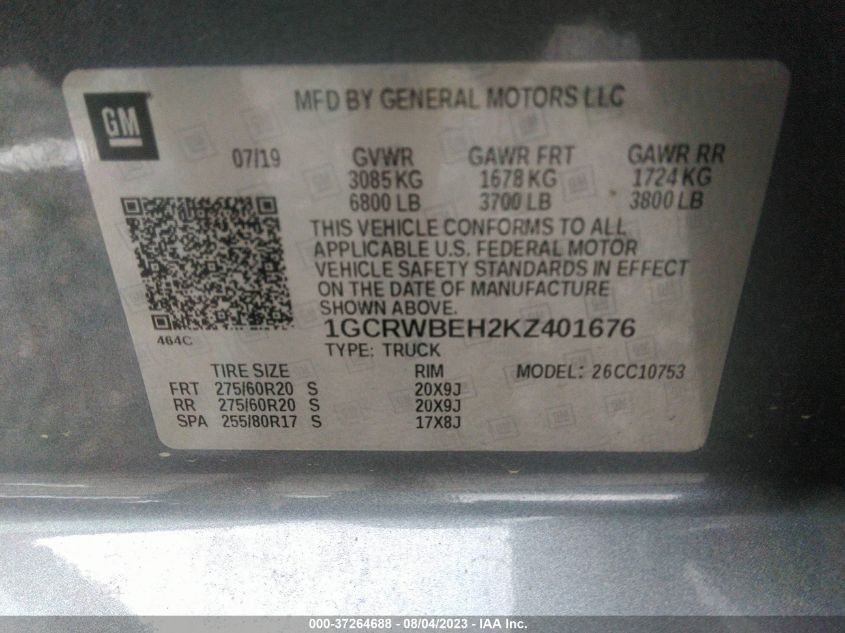 GM
MFD BY GENERAL MOTORS LLC
07/19 GVWR GAWR FRT GAWR RR
3085 KG 1678 KG 1724 KG
6800 LB 3700 LB 3800 LB
THIS VEHICLE CONFORMS TO ALL
APPLICABLE U.S. FEDERAL MOTOR
VEHICLE SAFETY STANDARDS IN EFFECT
ON THE DATE OF MANUFACTURE
SHOWN ABOVE.
464C
1GCRWBEH2KZ401676
TYPE: TRUCK
TIRE SIZE RIM MODEL: 26CC10753
FRT 275/60R20 S 20X9J
RR 275/60R20 S 20X9J
SPA 255/80R17 S 17X8J
000-37264688 - 08/04/2023 - IAA Inc.